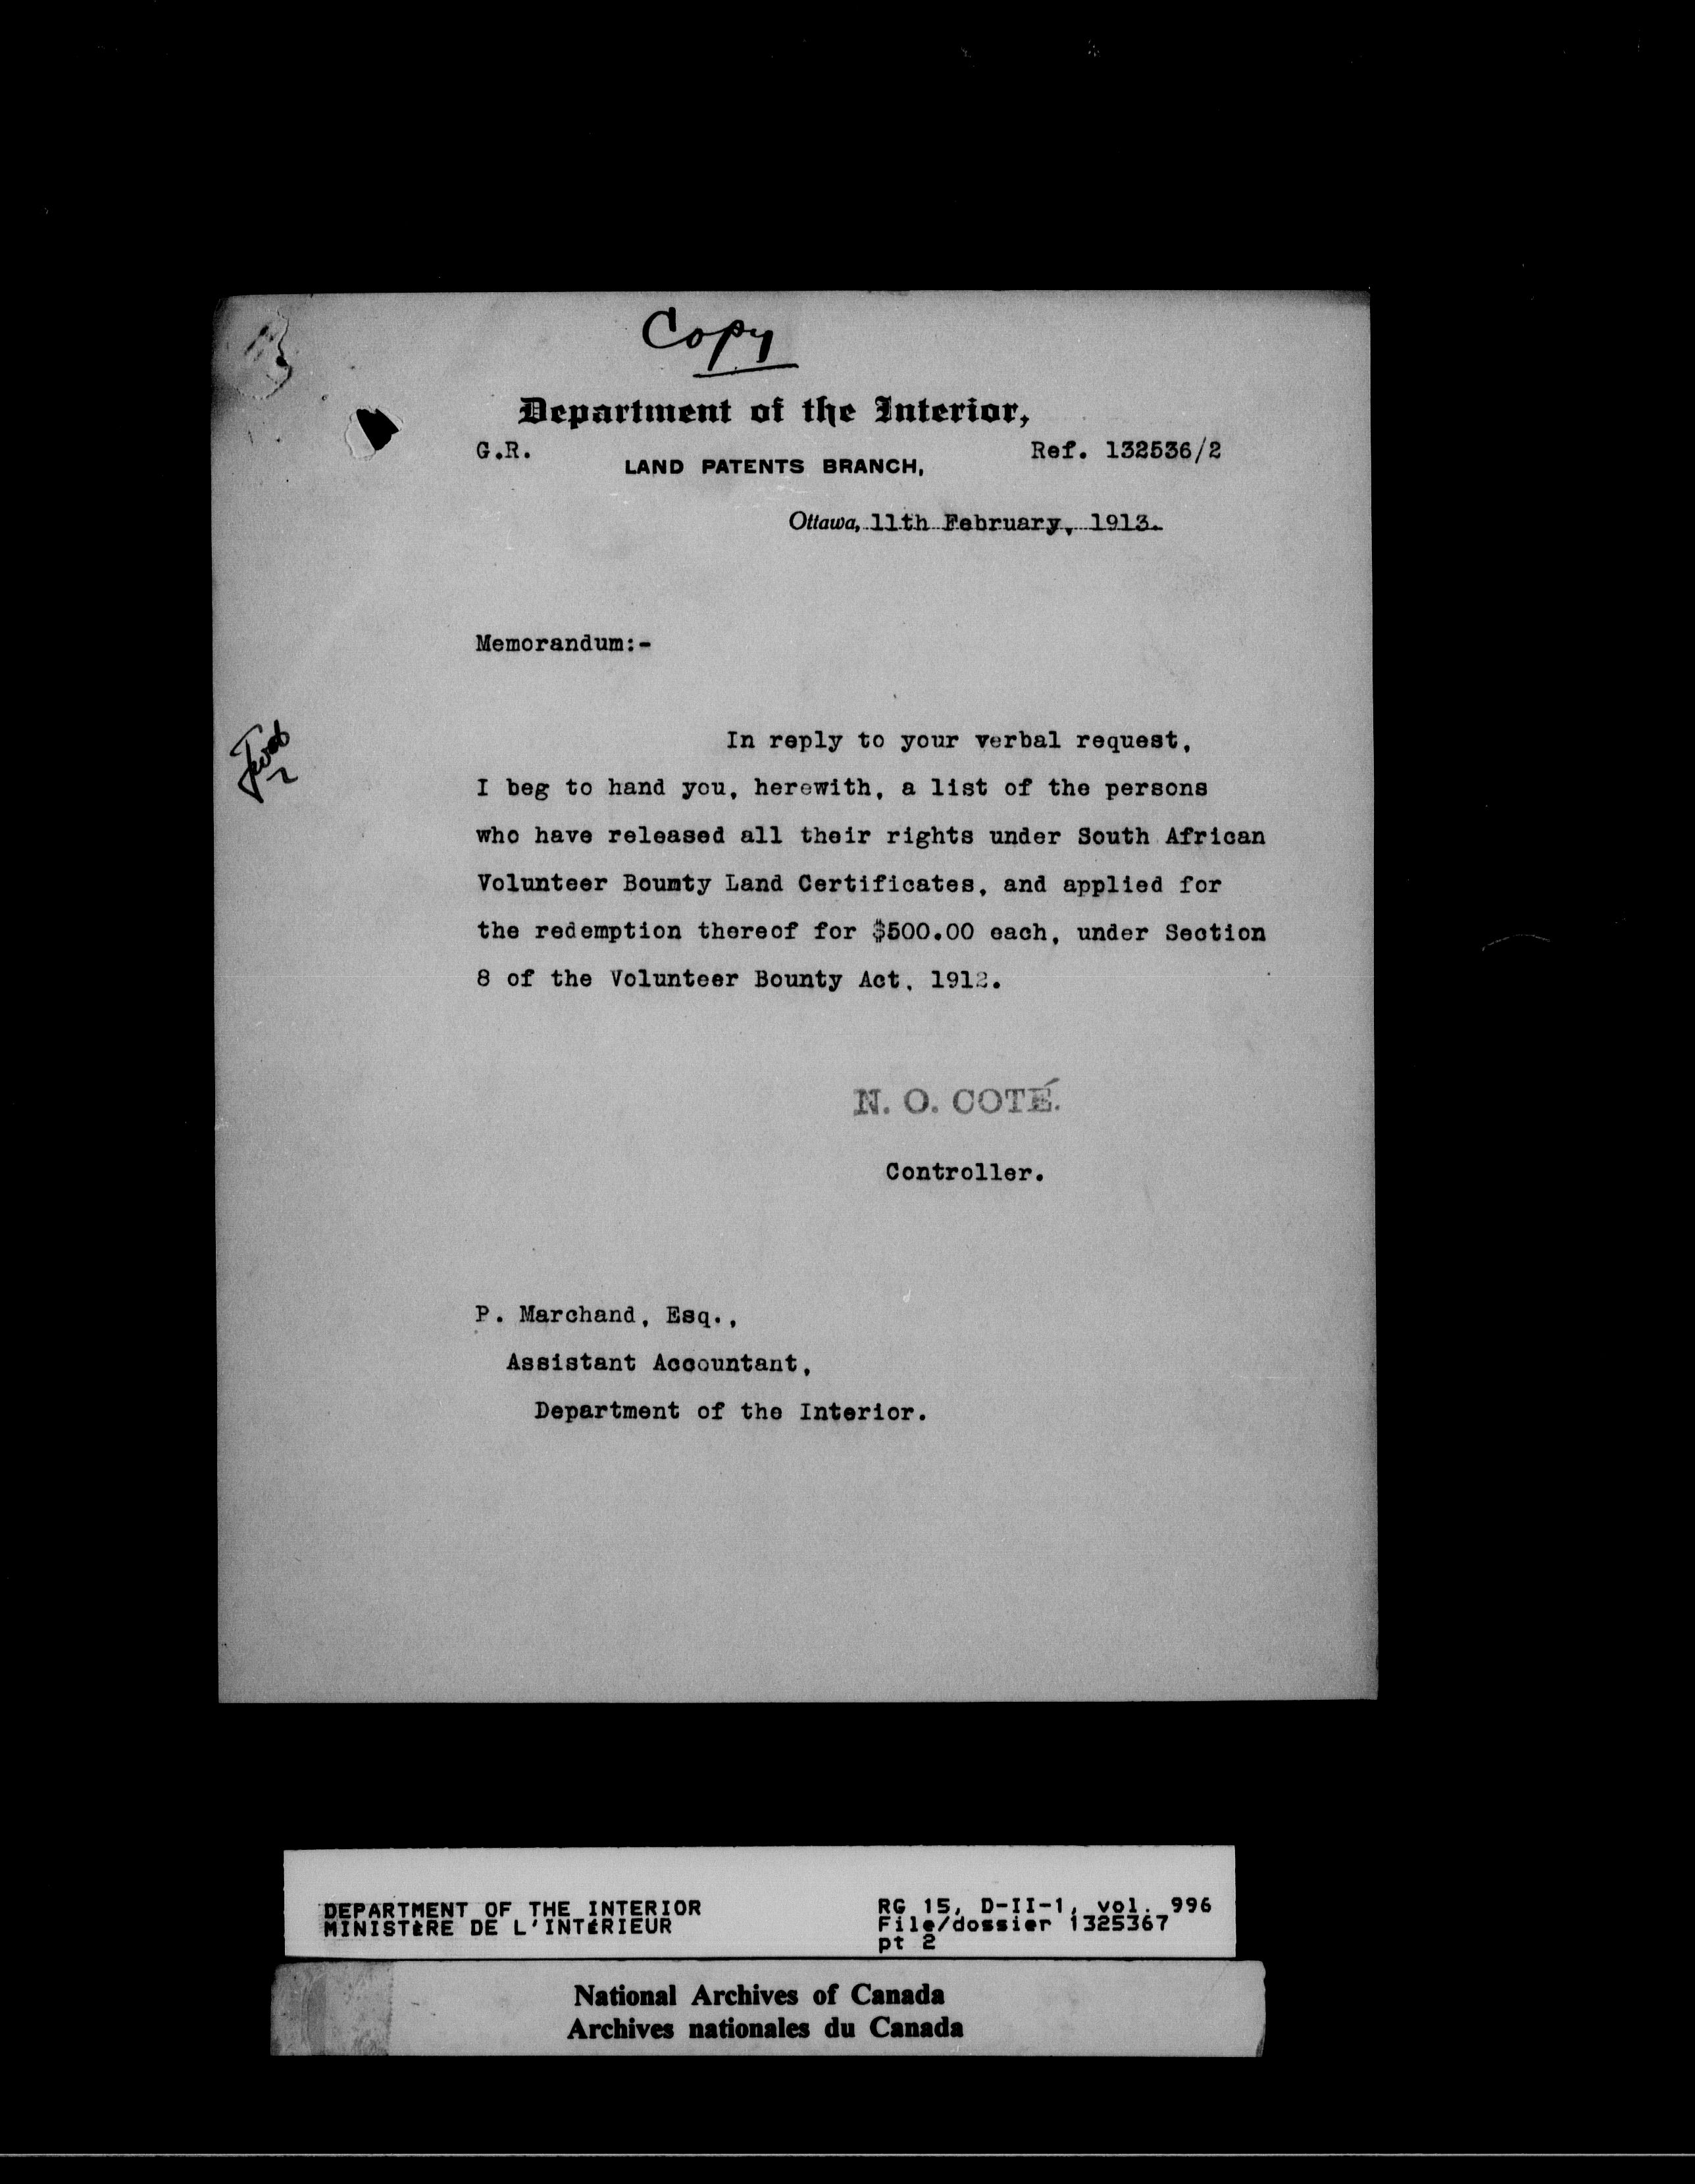 Copy
Department of the Interior,
G.R.
Ref. 132536/2
LAND PATENTS BRANCH,
Ottawa, 11th February, 1913.
Memorandum:-
In reply to your verbal request,
I beg to hand you, herewith, a list of the persons
who have released all their rights under South African
Volunteer Bounty Land Certificates, and applied for
the redemption thereof for $500.00 each, under Section
8 of the Volunteer Bounty Act, 1912.
N. O. COTÉ.
Controller.
P. Marchand, Esq.,
Assistant Accountant,
Department of the Interior.
DEPARTMENT OF THE INTERIOR
MINISTÈRE DE L'INTÉRIEUR
RG 15, D-II-1, vol. 996
File/dossier 1325367
pt 2
National Archives of Canada
Archives nationales du Canada